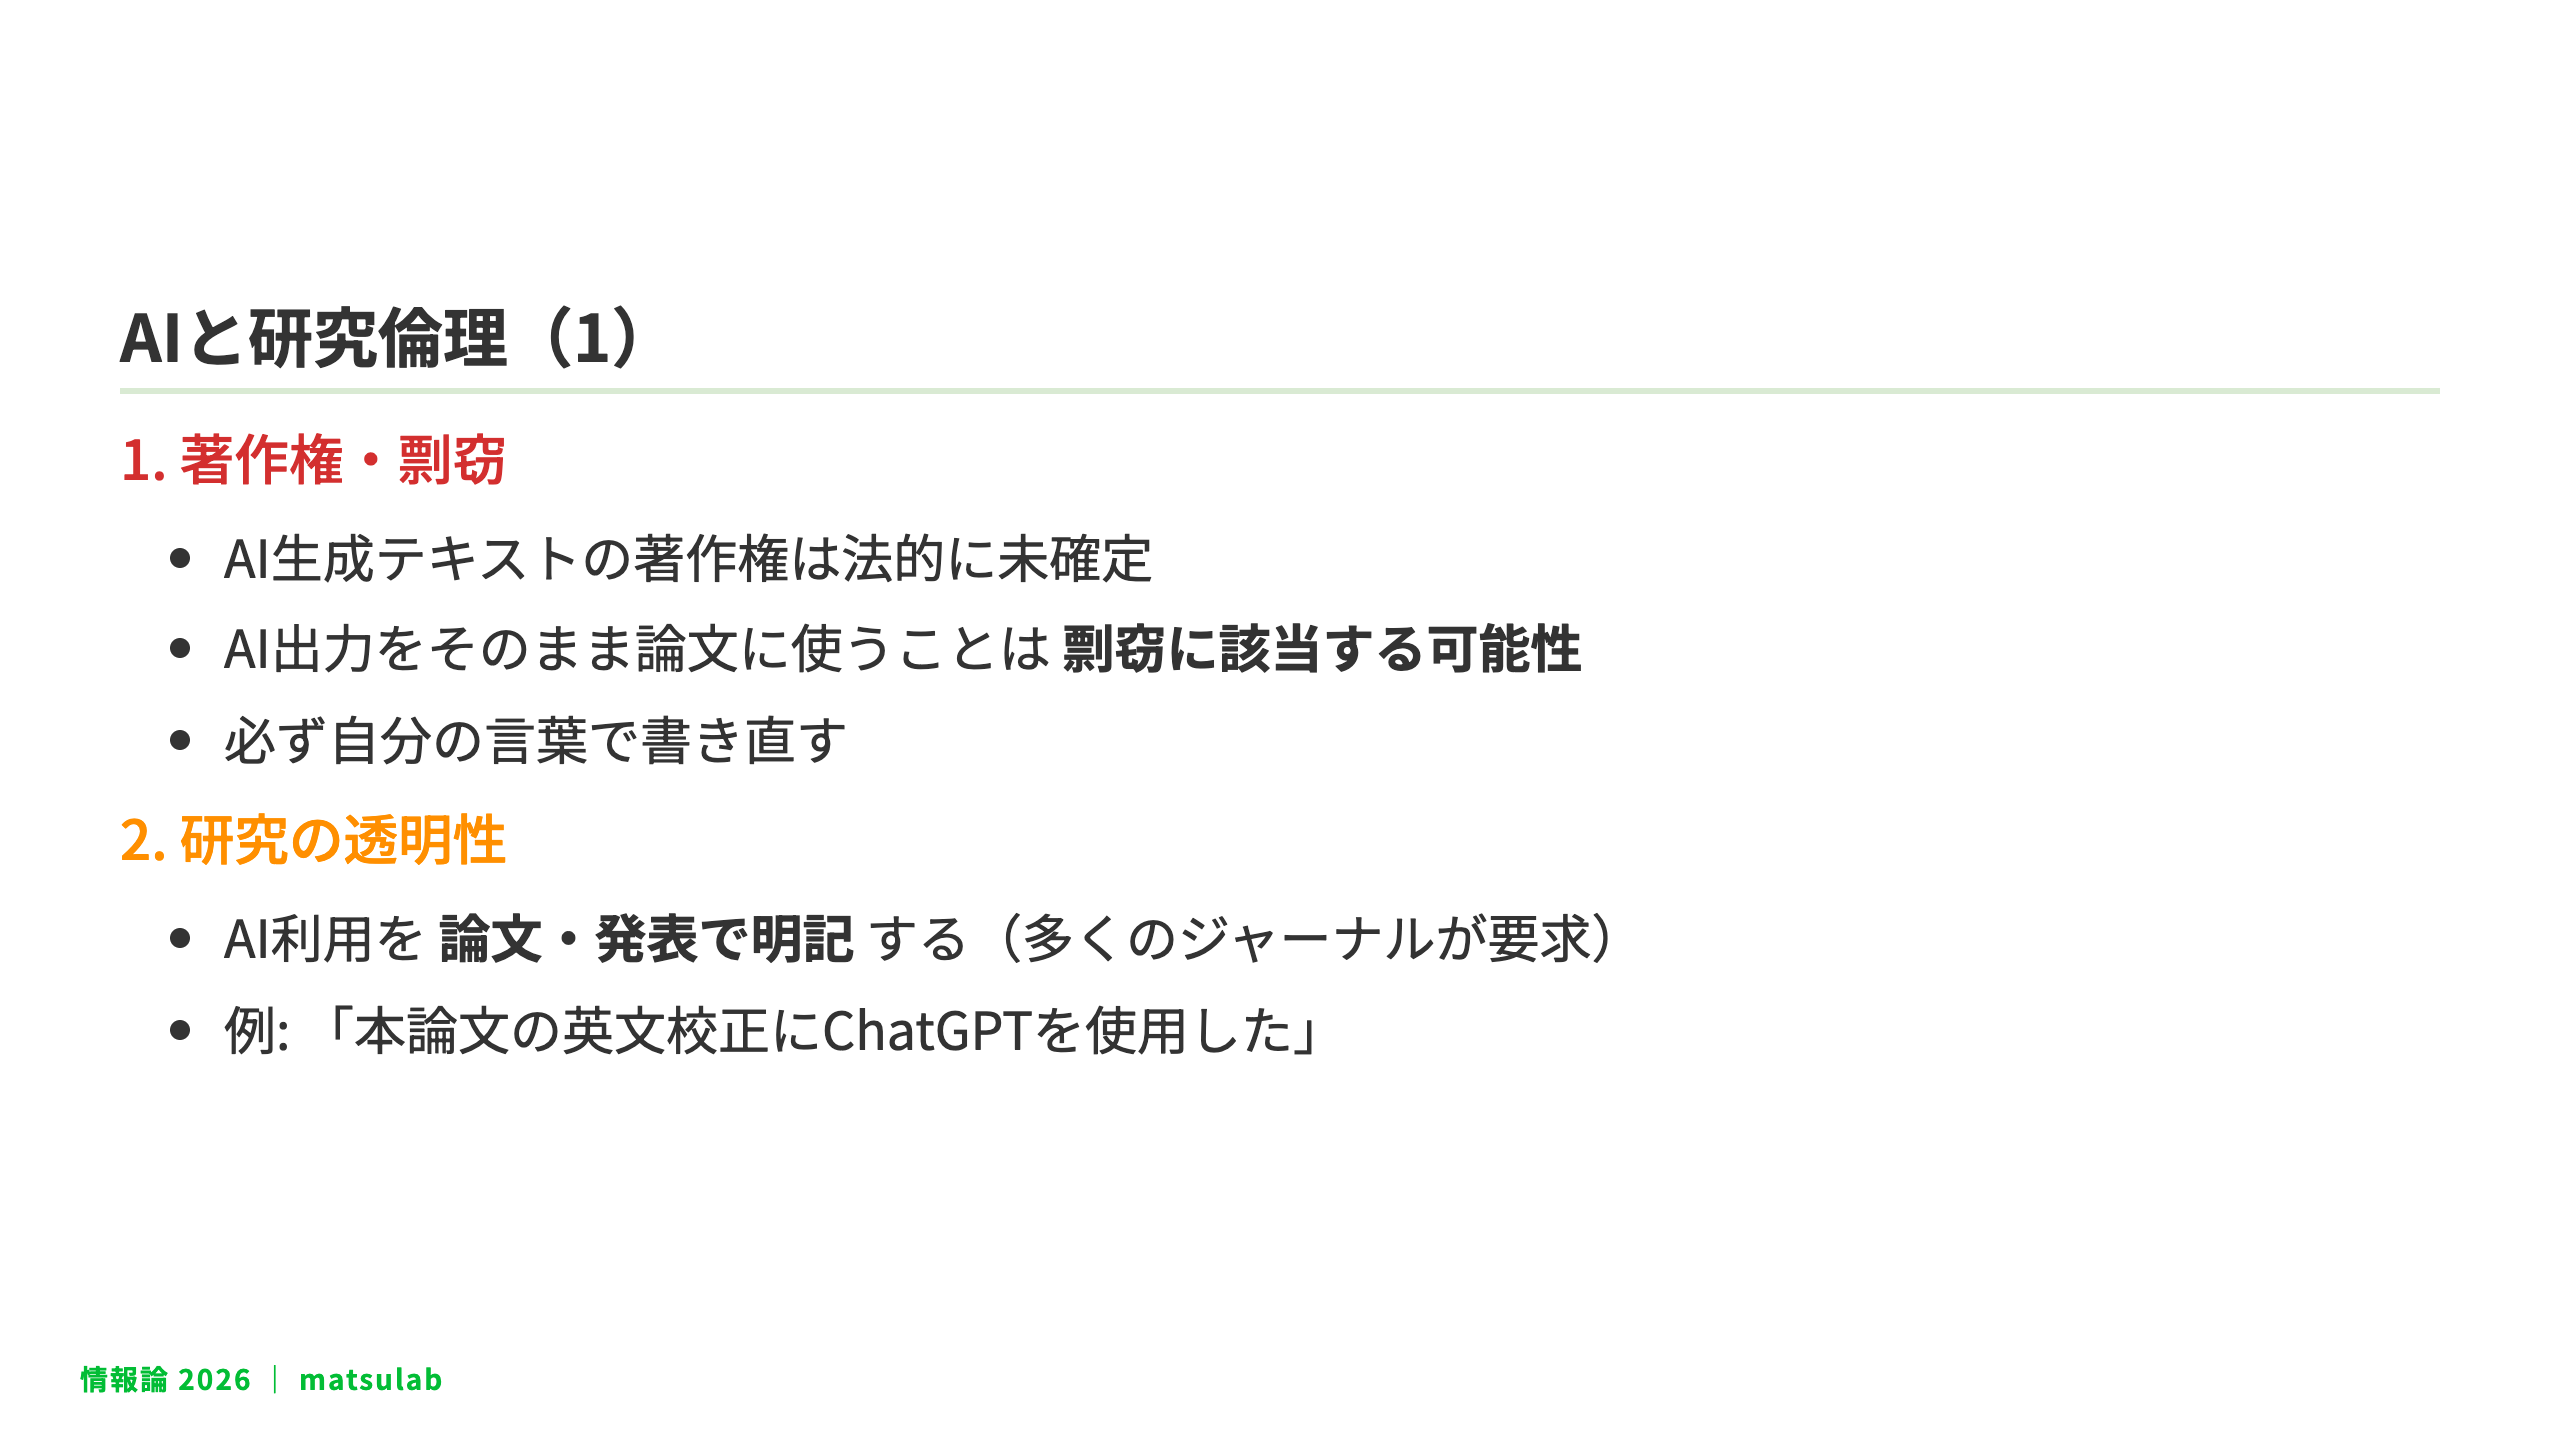 AIと研究倫理（1）
1. 著作権・剽窃
• AI生成テキストの著作権は法的に未確定
• AI出力をそのまま論文に使うことは 剽窃に該当する可能性
• 必ず自分の言葉で書き直す
2. 研究の透明性
• AI利用を 論文・発表で明記 する（多くのジャーナルが要求）
• 例: 「本論文の英文校正にChatGPTを使用した」
情報論 2026 ｜ matsulab